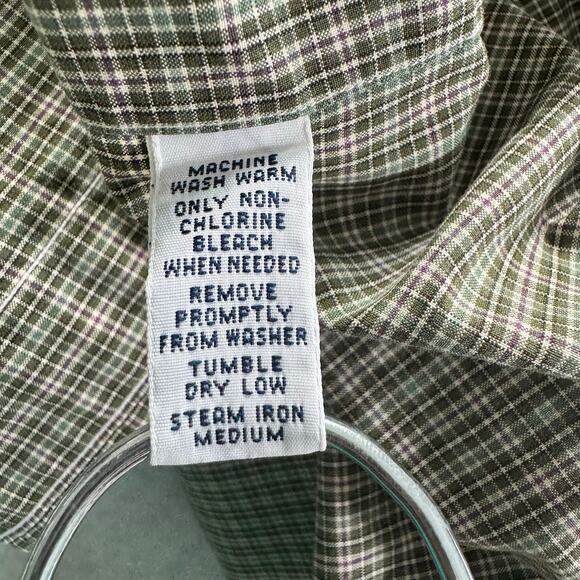 MACHINE
WASH WARM
ONLY NON-
CHLORINE
BLEACH
WHEN NEEDED
REMOVE
PROMPTLY
FROM WASHER
TUMBLE
DRY LOW
STEAM IRON
MEDIUM